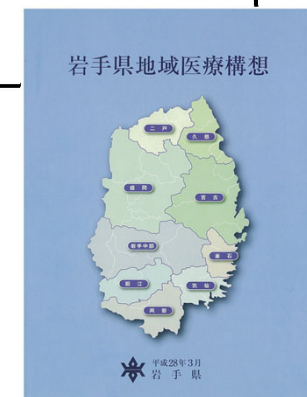 岩手県地域医療構想
二戸
久慈
盛岡
宮古
岩手中部
釜石
胆江
気仙
両磐
平成28年3月
岩手県